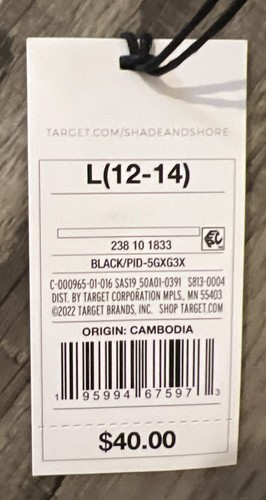 TARGET.COM/SHADEANDSHORE
L(12-14)
238 10 1833
BLACK/PID-5GXG3X
C-000965-01-016 SAS19_50A01-0391 S813-0004
DIST. BY TARGET CORPORATION MPLS., MN 55403
©2022 TARGET BRANDS, INC. SHOP TARGET.COM
ORIGIN: CAMBODIA
1 95994 67597 3
$40.00